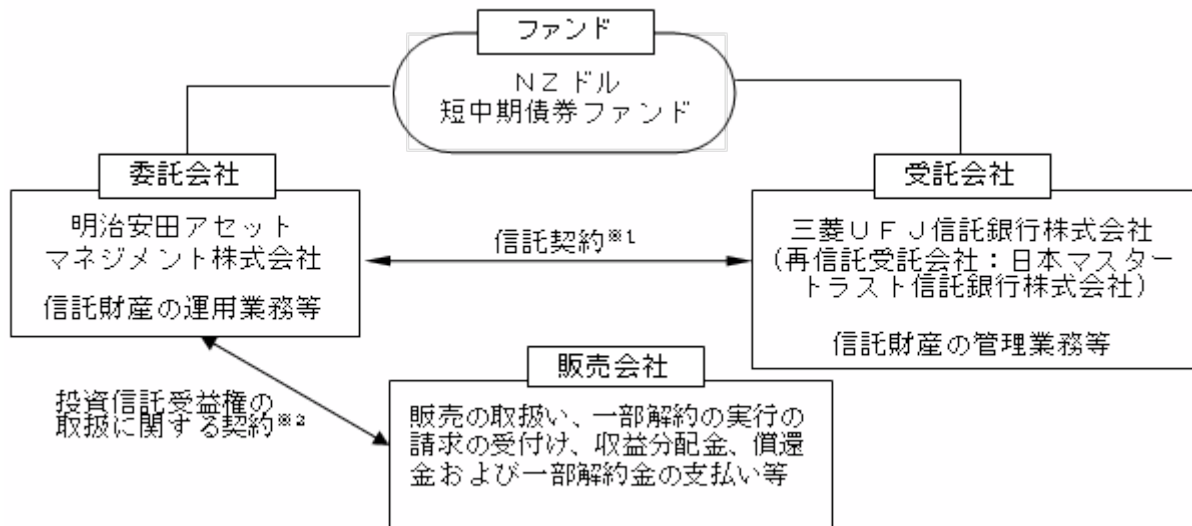 ファンド
ＮＺドル
短中期債券ファンド
委託会社
明治安田アセット
マネジメント株式会社
信託財産の運用業務等
信託契約※1
受託会社
三菱ＵＦＪ信託銀行株式会社
(再信託受託会社：日本マスター
トラスト信託銀行株式会社)
信託財産の管理業務等
投資信託受益権の
取扱に関する契約※2
販売会社
販売の取扱い、一部解約の実行の
請求の受付け、収益分配金、償還
金および一部解約金の支払い等